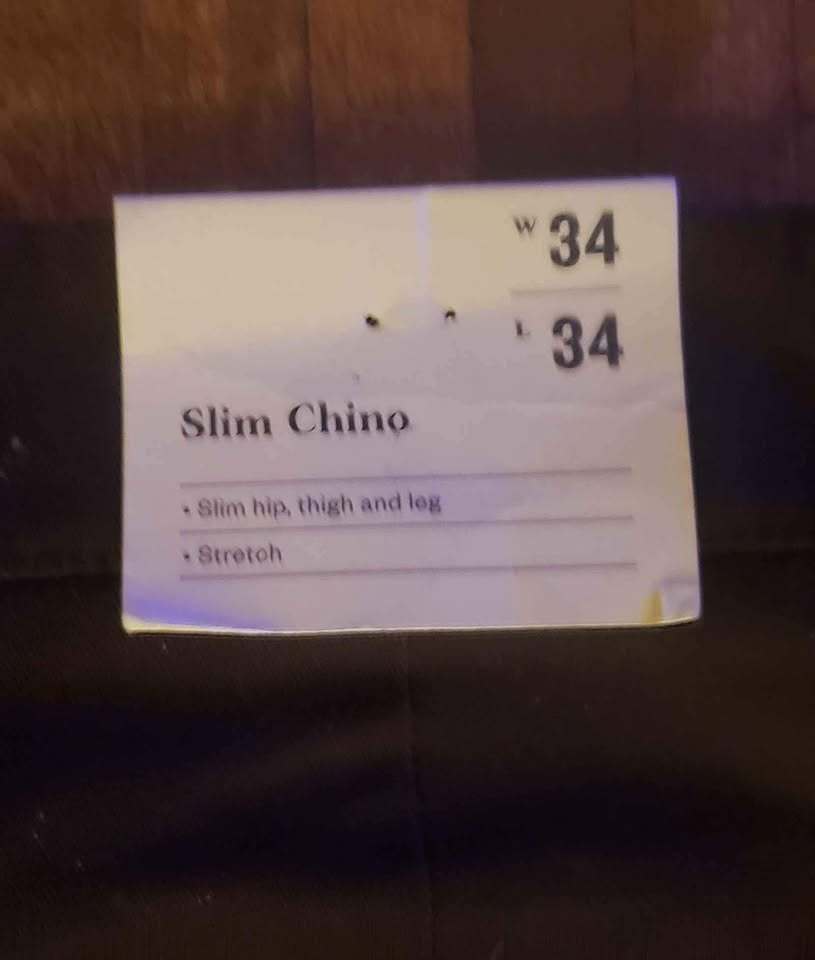 W 34
L 34
Slim Chino
• Slim hip, thigh and leg
• Stretch